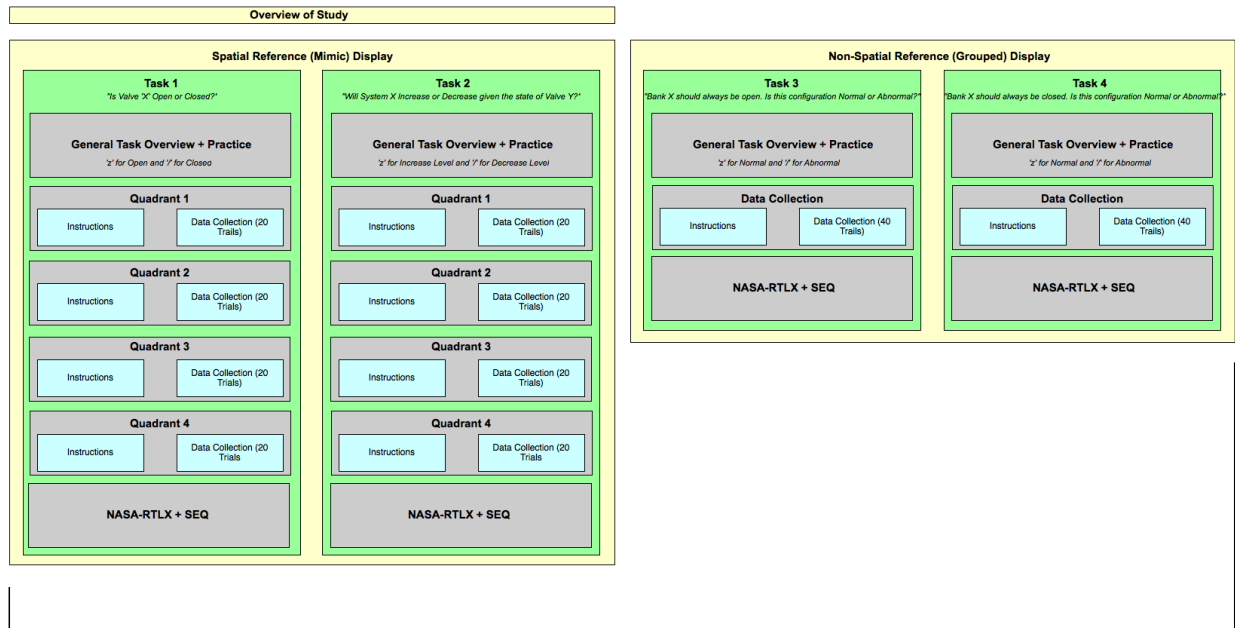 Overview of Study
Spatial Reference (Mimic) Display
Task 1
"Is Valve 'X' Open or Closed?"
General Task Overview + Practice
'z' for Open and '/' for Closed
Quadrant 1
Instructions
Data Collection (20
Trails)
Quadrant 2
Instructions
Data Collection (20
Trials)
Quadrant 3
Instructions
Data Collection (20
Trials)
Quadrant 4
Instructions
Data Collection (20
Trials
NASA-RTLX + SEQ
Task 2
"Will System X Increase or Decrease given the state of Valve Y?"
General Task Overview + Practice
'z' for Increase Level and '/' for Decrease Level
Quadrant 1
Instructions
Data Collection (20
Trails)
Quadrant 2
Instructions
Data Collection (20
Trials)
Quadrant 3
Instructions
Data Collection (20
Trials)
Quadrant 4
Instructions
Data Collection (20
Trials
NASA-RTLX + SEQ
Non-Spatial Reference (Grouped) Display
Task 3
"Bank X should always be open. Is this configuration Normal or Abnormal?"
General Task Overview + Practice
'z' for Normal and '/' for Abnormal
Data Collection
Instructions
Data Collection (40
Trails)
NASA-RTLX + SEQ
Task 4
"Bank X should always be closed. Is this configuration Normal or Abnormal?"
General Task Overview + Practice
'z' for Normal and '/' for Abnormal
Data Collection
Instructions
Data Collection (40
Trails)
NASA-RTLX + SEQ